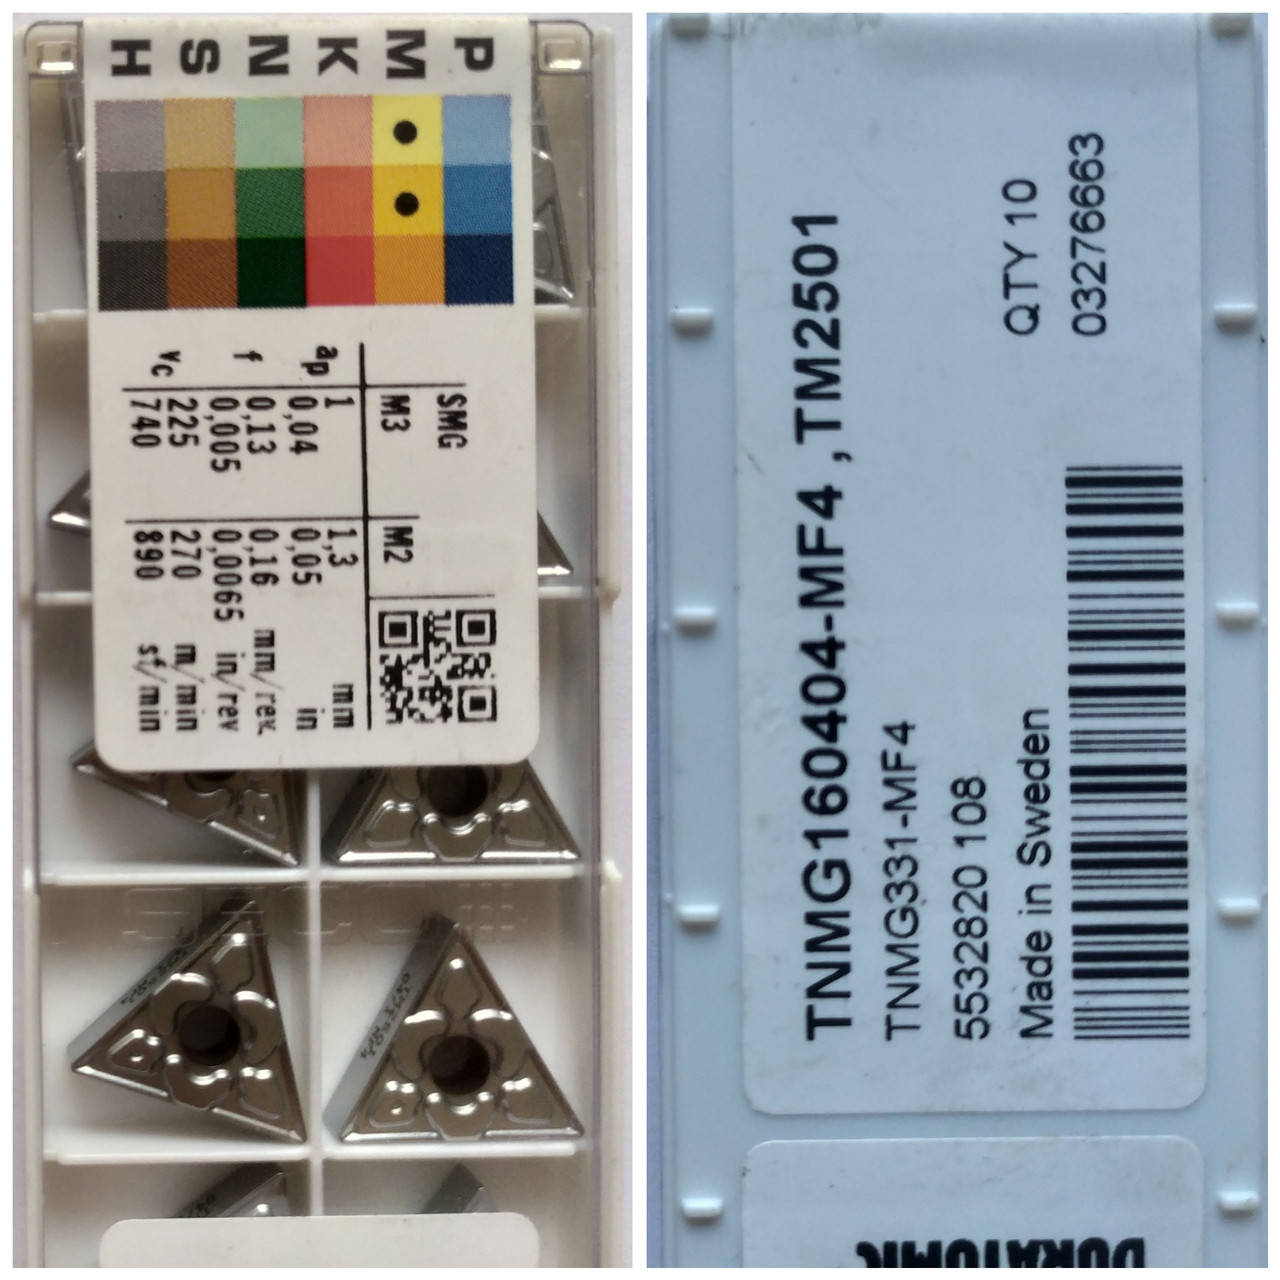 P
M
K
N
S
H
SMG
M3 M2
ap 1 1,3 mm
0,04 0,05 in
f 0,13 0,16 mm/rev
0,005 0,0065 in/rev
vc 225 270 m/min
740 890 sf/min
TNMG160404-MF4 ,TM2501
TNMG331-MF4
5532820 108
Made in Sweden
QTY 10
03276663
DURATOMIC